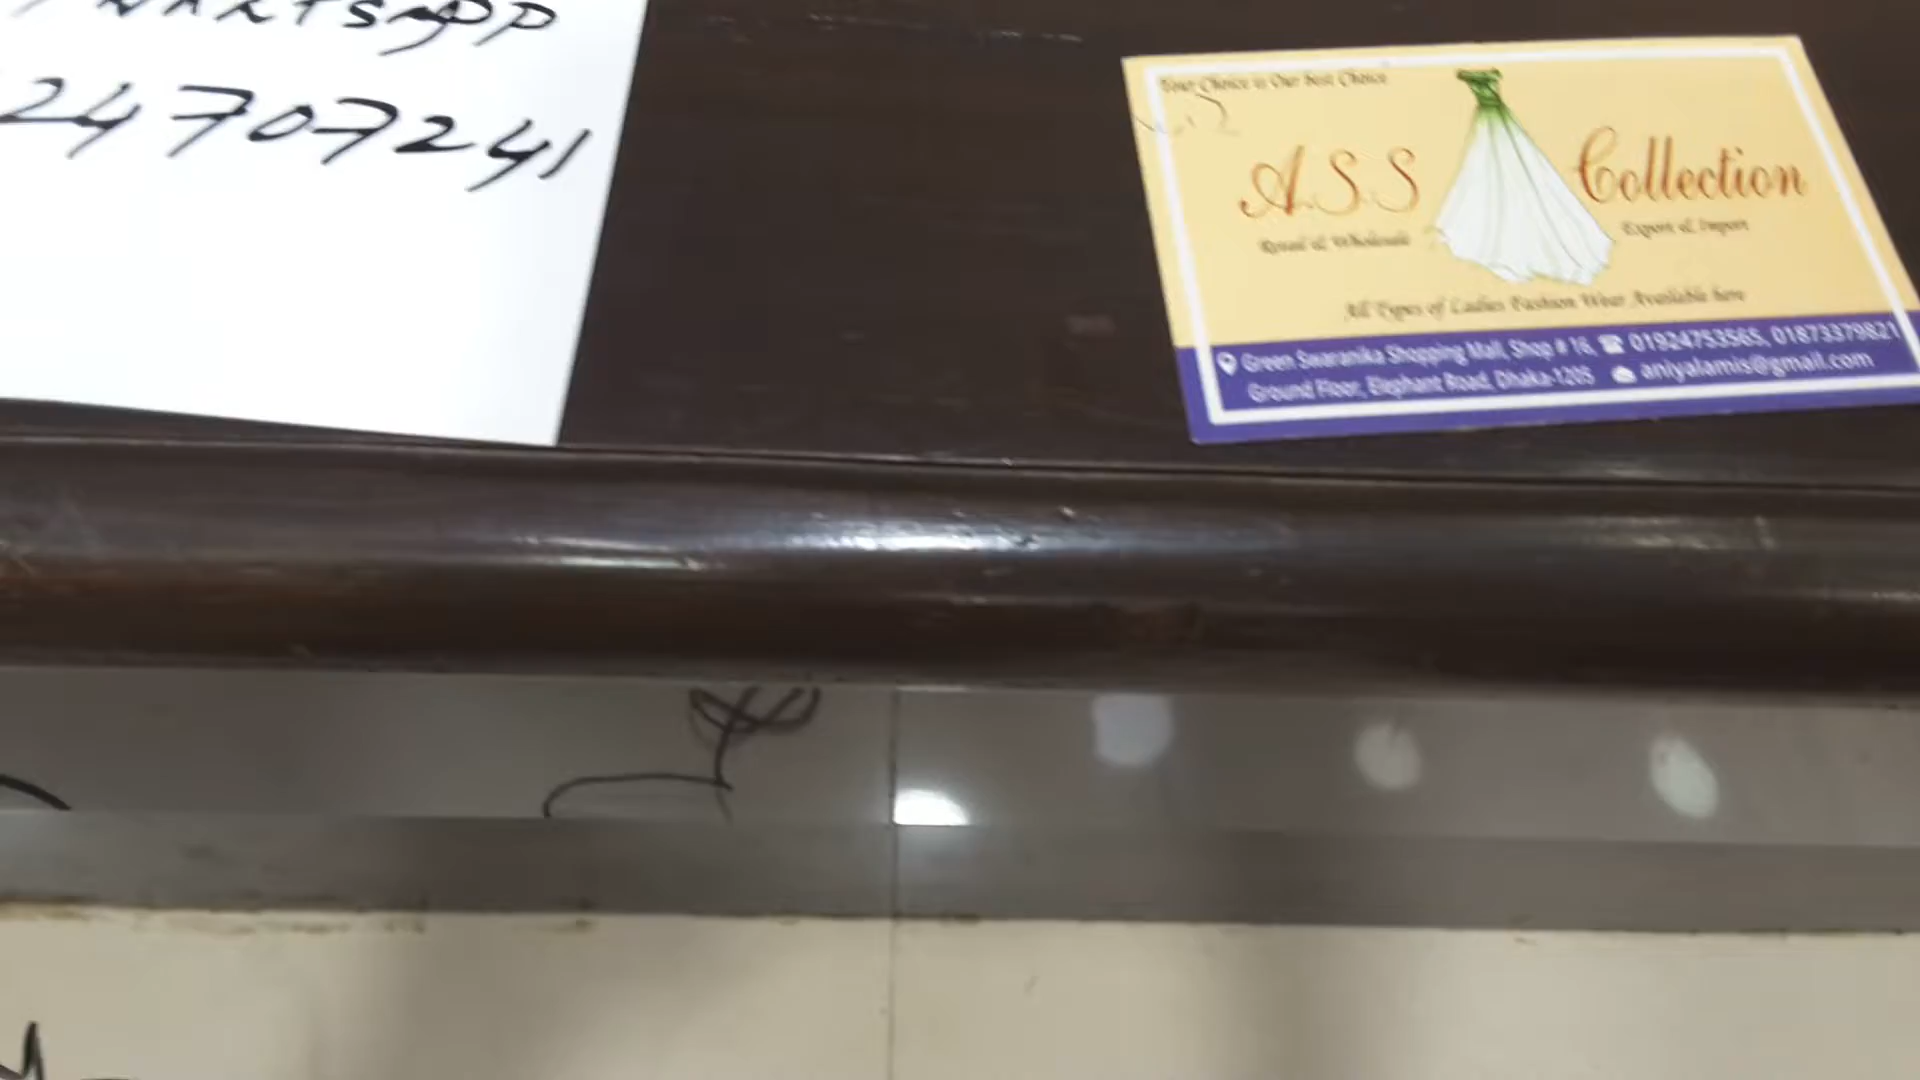 WHATSAPP
24707241
Your Choice is Our best Choice
A.S.S Collection
Retail & Wholesale
Export & Import
All Types of Ladies Fashion Wear Available here
Green Swaranika Shopping Mall, Shop # 16,
Ground Floor, Elephant Road, Dhaka-1205
01924753565, 01873379821
aniyalamis@gmail.com